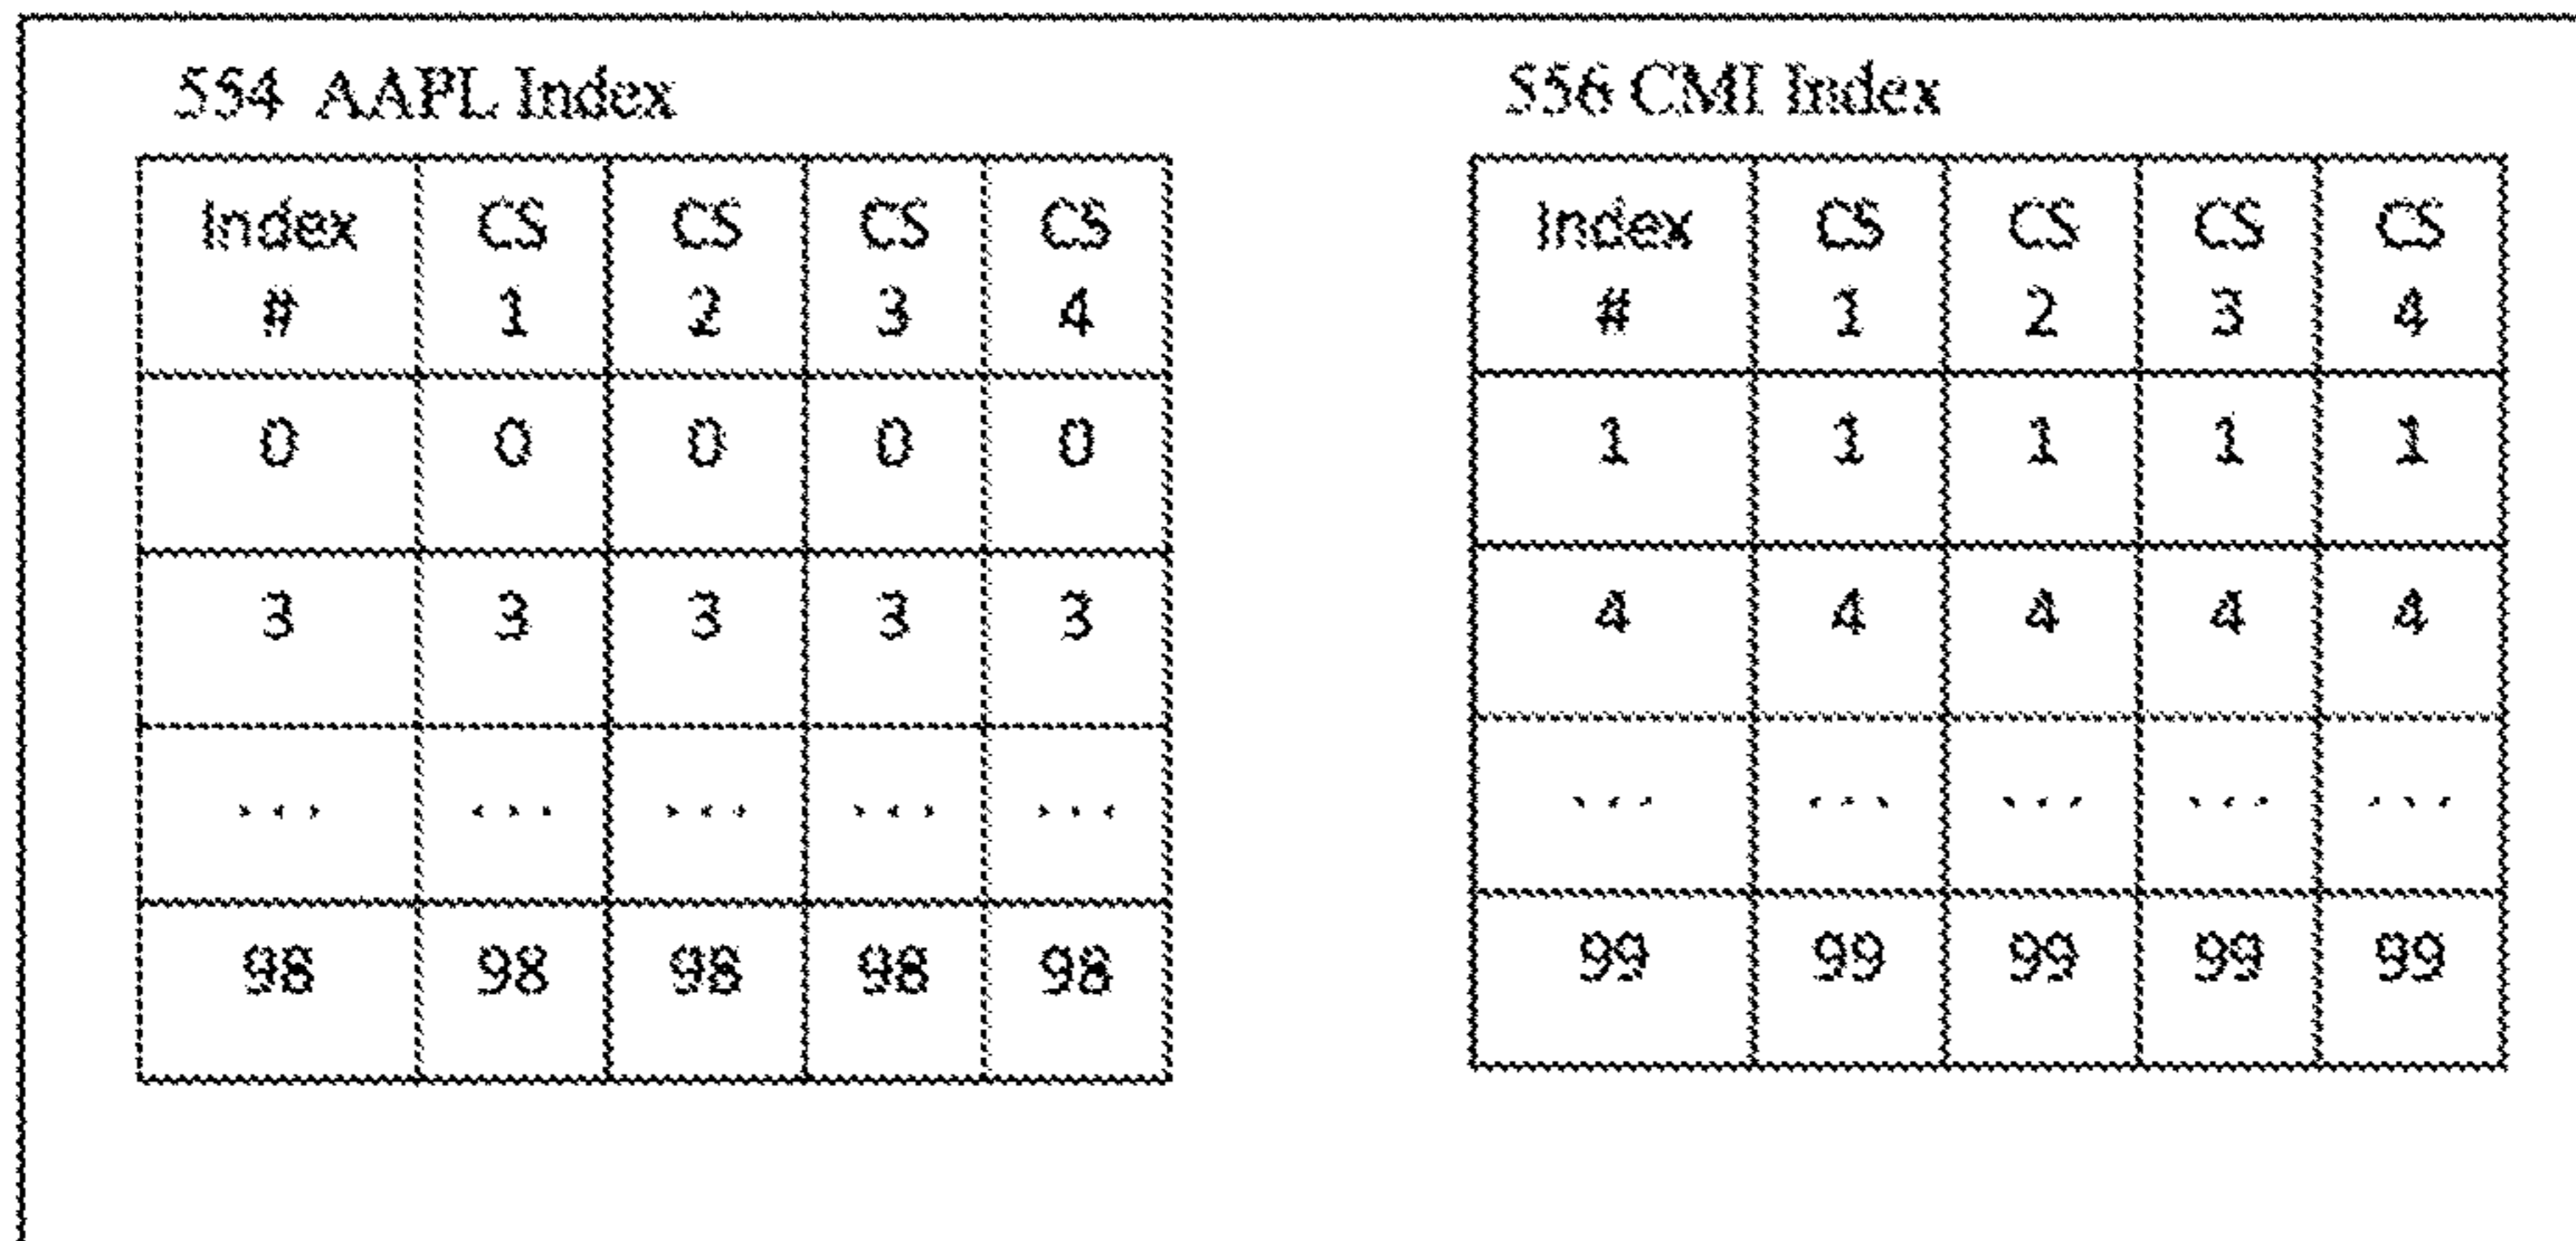 554 AAPL Index
Index # CS 1 CS 2 CS 3 CS 4
0 0 0 0 0
3 3 3 3 3
... ... ... ... ...
98 98 98 98 98
556 CMI Index
Index # CS 1 CS 2 CS 3 CS 4
1 1 1 1 1
4 4 4 4 4
... ... ... ... ...
99 99 99 99 99